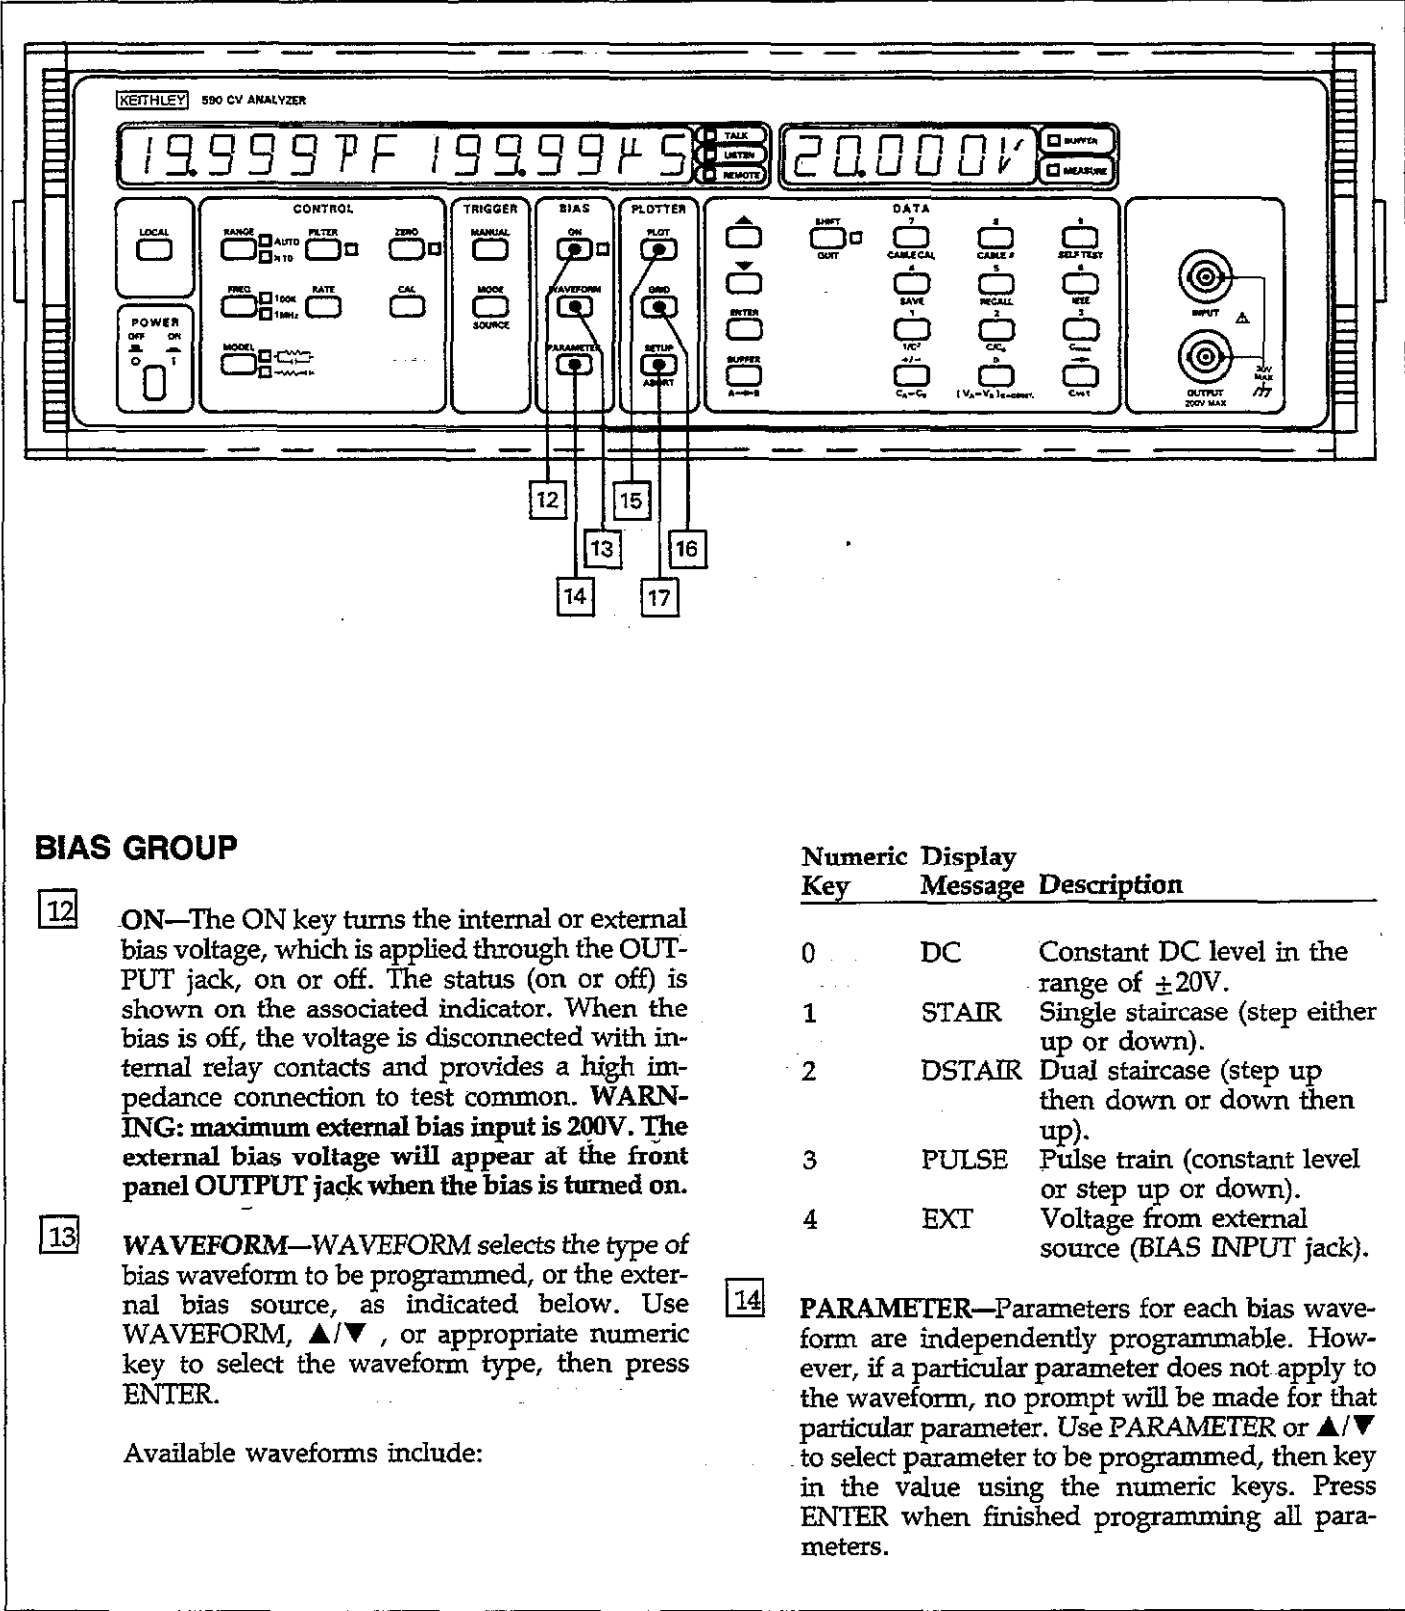 KEITHLEY 590 CV ANALYZER
19.999PF 199.99µS
TALK
LISTEN
REMOTE
20.000V
BUFFER
MEASURE
LOCAL
POWER
OFF ON
O I
CONTROL
RANGE AUTO FILTER ZERO
X10
FREQ 100K RATE CAL
1MHz
MODEL
TRIGGER
MANUAL
MODE
SOURCE
BIAS
ON
WAVEFORM
PARAMETER
PLOTTER
PLOT
GRID
SETUP
ABORT
DATA
▲
▼
ENTER
BUFFER
A↔B
SHIFT
QUIT
7
CABLE CAL
8
CABLE #
9
SELF TEST
4
SAVE
5
RECALL
6
IEEE
1
1/C²
2
C/C₀
3
Cmax
+/−
0
C vs t
INPUT
OUTPUT
200V MAX
30V
MAX
12 15
13 16
14 17
BIAS GROUP
12 ON—The ON key turns the internal or external
bias voltage, which is applied through the OUT-
PUT jack, on or off. The status (on or off) is
shown on the associated indicator. When the
bias is off, the voltage is disconnected with in-
ternal relay contacts and provides a high im-
pedance connection to test common. WARN-
ING: maximum external bias input is 200V. The
external bias voltage will appear at the front
panel OUTPUT jack when the bias is turned on.
13 WAVEFORM—WAVEFORM selects the type of
bias waveform to be programmed, or the exter-
nal bias source, as indicated below. Use
WAVEFORM, ▲/▼ , or appropriate numeric
key to select the waveform type, then press
ENTER.
Available waveforms include:
Numeric Display
Key Message Description
0 DC Constant DC level in the
range of ±20V.
1 STAIR Single staircase (step either
up or down).
2 DSTAIR Dual staircase (step up
then down or down then
up).
3 PULSE Pulse train (constant level
or step up or down).
4 EXT Voltage from external
source (BIAS INPUT jack).
14 PARAMETER—Parameters for each bias wave-
form are independently programmable. How-
ever, if a particular parameter does not apply to
the waveform, no prompt will be made for that
particular parameter. Use PARAMETER or ▲/▼
to select parameter to be programmed, then key
in the value using the numeric keys. Press
ENTER when finished programming all para-
meters.